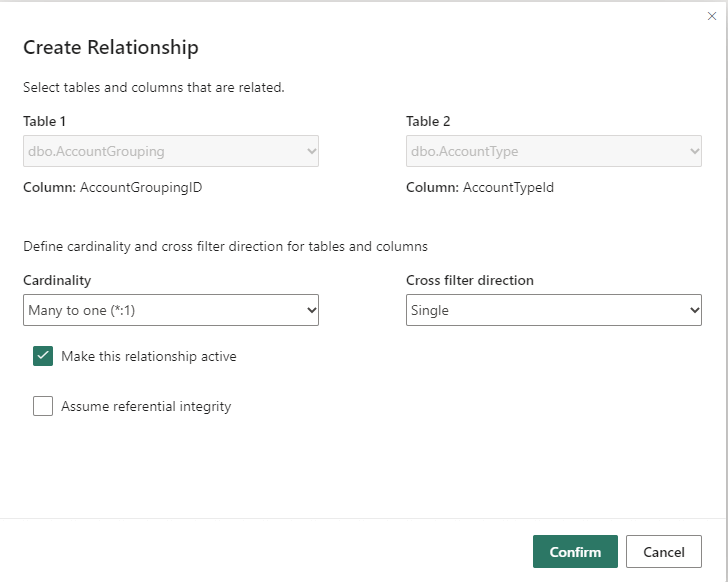 Create Relationship
Select tables and columns that are related.
Table 1
Table 2
dbo.AccountGrouping
dbo.AccountType
Column: AccountGroupingID
Column: AccountTypeId
Define cardinality and cross filter direction for tables and columns
Cardinality
Cross filter direction
Many to one (*:1)
Single
Make this relationship active
Assume referential integrity
Confirm
Cancel